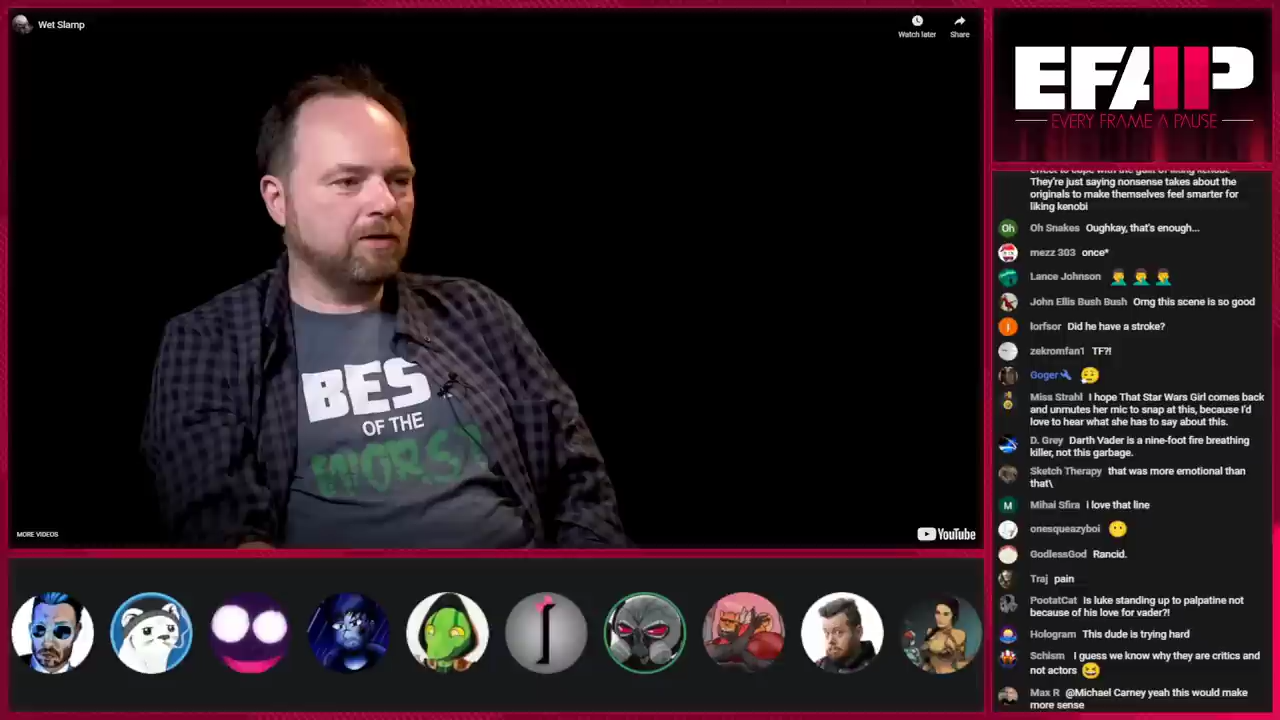 Wet Slamp
Watch later
Share
BES
OF THE
WORS
MORE VIDEOS
YouTube
EFAP
EVERY FRAME A PAUSE
They're just saying nonsense takes about the
originals to make themselves feel smarter for
liking kenobi
Oh
Oh Snakes Oughkay, that's enough...
mezz 303 once*
Lance Johnson 🤦‍♂️ 🤦‍♂️ 🤦‍♂️
John Ellis Bush Bush Omg this scene is so good
lorfsor Did he have a stroke?
zekromfan1 TF?!
Goger
Miss Strahl I hope That Star Wars Girl comes back
and unmutes her mic to snap at this, because I'd
love to hear what she has to say about this.
D. Grey Darth Vader is a nine-foot fire breathing
killer, not this garbage.
Sketch Therapy that was more emotional than
that\
M
Mihai Sfira I love that line
onesqueazyboi 😶
GodlessGod Rancid.
Traj pain
PootatCat Is luke standing up to palpatine not
because of his love for vader?!
Hologram This dude is trying hard
Schism I guess we know why they are critics and
not actors 😆
Max R @Michael Carney yeah this would make
more sense